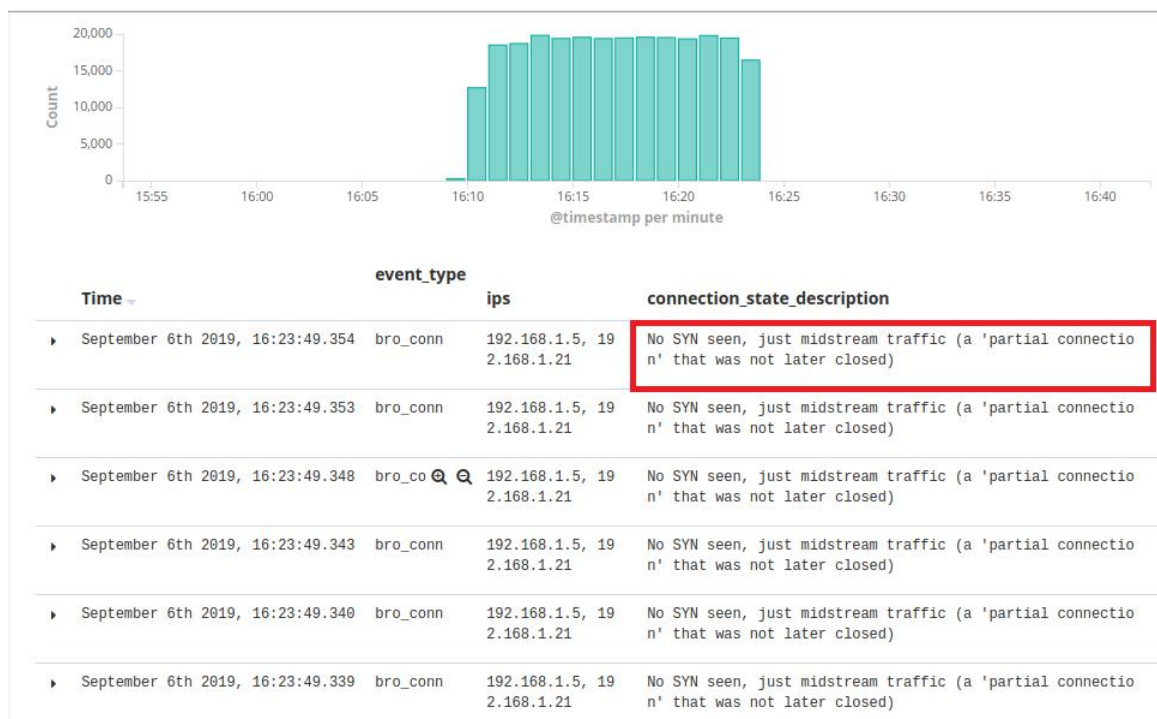 20,000
15,000
10,000
5,000
0
Count
15:55 16:00 16:05 16:10 16:15 16:20 16:25 16:30 16:35 16:40
@timestamp per minute
Time event_type ips connection_state_description
September 6th 2019, 16:23:49.354 bro_conn 192.168.1.5, 19 No SYN seen, just midstream traffic (a 'partial connectio
2.168.1.21 n' that was not later closed)
September 6th 2019, 16:23:49.353 bro_conn 192.168.1.5, 19 No SYN seen, just midstream traffic (a 'partial connectio
2.168.1.21 n' that was not later closed)
September 6th 2019, 16:23:49.348 bro_co 192.168.1.5, 19 No SYN seen, just midstream traffic (a 'partial connectio
2.168.1.21 n' that was not later closed)
September 6th 2019, 16:23:49.343 bro_conn 192.168.1.5, 19 No SYN seen, just midstream traffic (a 'partial connectio
2.168.1.21 n' that was not later closed)
September 6th 2019, 16:23:49.340 bro_conn 192.168.1.5, 19 No SYN seen, just midstream traffic (a 'partial connectio
2.168.1.21 n' that was not later closed)
September 6th 2019, 16:23:49.339 bro_conn 192.168.1.5, 19 No SYN seen, just midstream traffic (a 'partial connectio
2.168.1.21 n' that was not later closed)